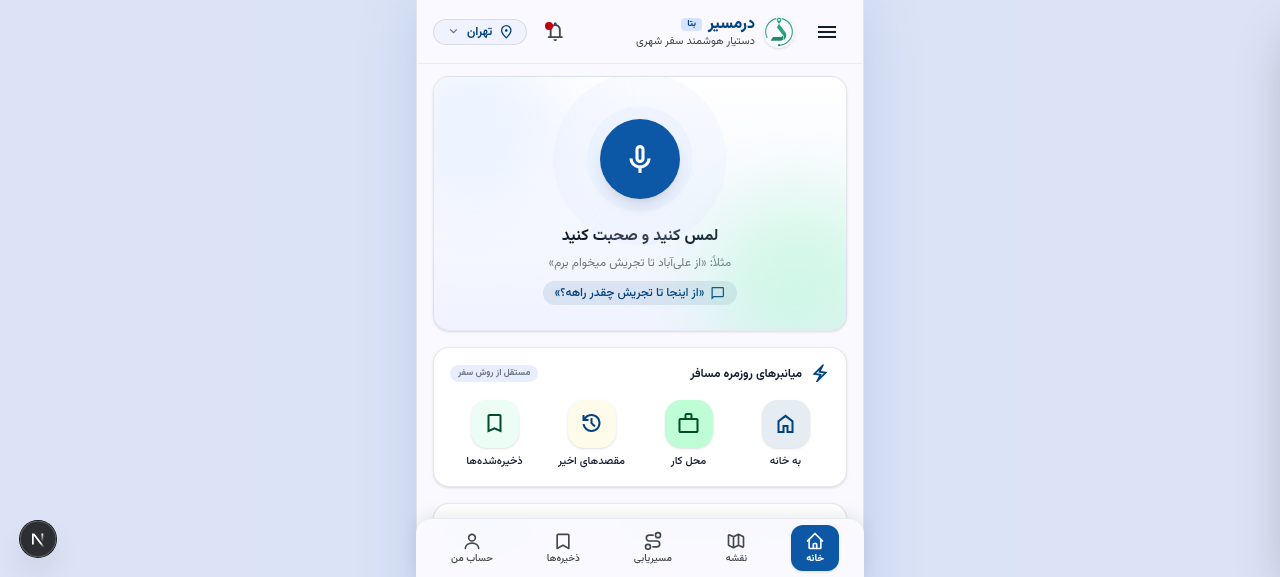 درمسیر بتا
دستیار هوشمند سفر شهری
تهران
لمس کنید و صحبت کنید
مثلاً: «از علی‌آباد تا تجریش میخوام برم»
«از اینجا تا تجریش چقدر راهه؟»
میانبرهای روزمره مسافر
مستقل از روش سفر
به خانه
محل کار
مقصدهای اخیر
ذخیره‌شده‌ها
خانه
نقشه
مسیریابی
ذخیره‌ها
حساب من
N